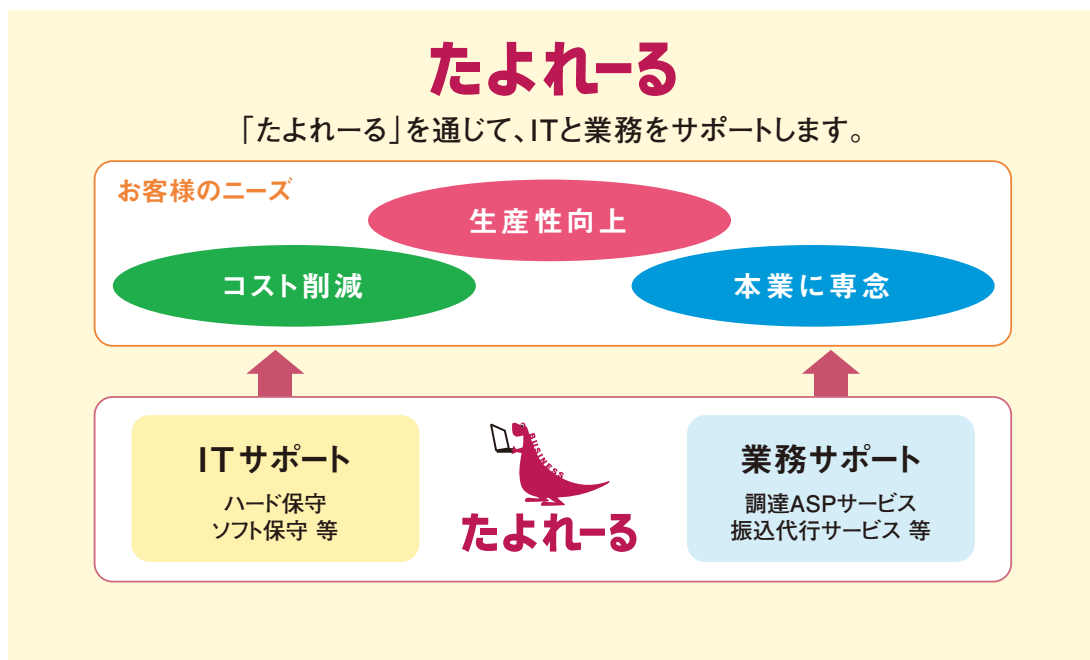 たよれーる
「たよれーる」を通じて、ITと業務をサポートします。
お客様のニーズ
生産性向上
コスト削減
本業に専念
ITサポート
ハード保守
ソフト保守 等
BUSINESS
たよれーる
業務サポート
調達ASPサービス
振込代行サービス 等